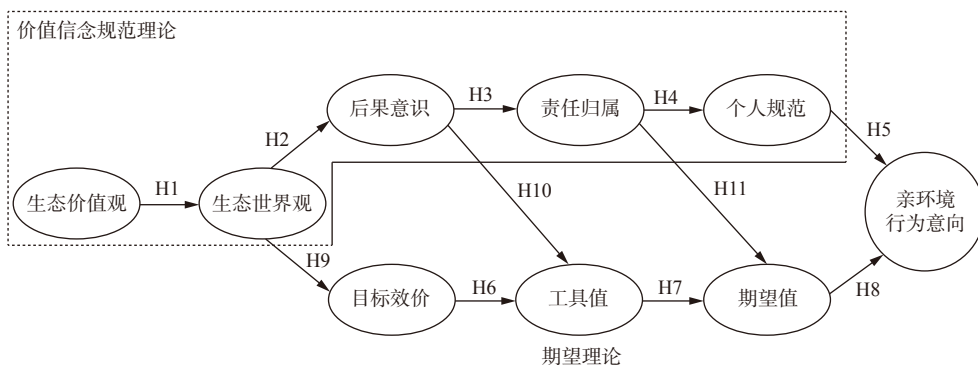 价值信念规范理论
后果意识
H3
责任归属
H4
个人规范
H2
H5
生态价值观
H1
生态世界观
H10
H11
亲环境
行为意向
H9
目标效价
H6
工具值
H7
期望值
H8
期望理论